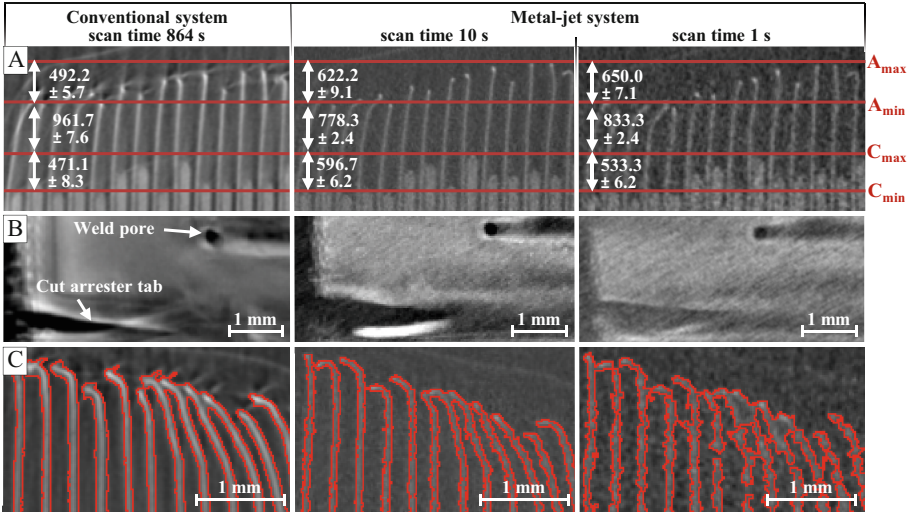 Conventional system
scan time 864 s
Metal-jet system
scan time 10 s
scan time 1 s
A
492.2
± 5.7
961.7
± 7.6
471.1
± 8.3
622.2
± 9.1
778.3
± 2.4
596.7
± 6.2
650.0
± 7.1
833.3
± 2.4
533.3
± 6.2
Amax
Amin
Cmax
Cmin
B
Weld pore
Cut arrester tab
1 mm
1 mm
1 mm
C
1 mm
1 mm
1 mm